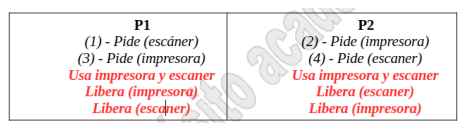 P1
(1) - Pide (escáner)
(3) - Pide (impresora)
Usa impresora y escaner
Libera (impresora)
Libera (escaner)
P2
(2) - Pide (impresora)
(4) - Pide (escaner)
Usa impresora y escaner
Libera (escaner)
Libera (impresora)